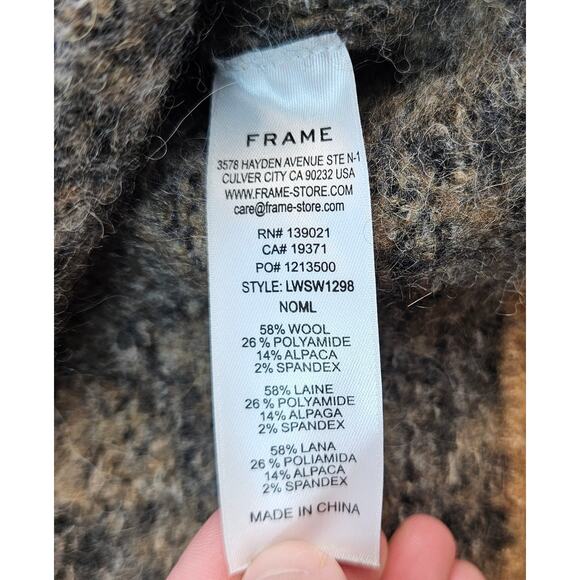 FRAME
3578 HAYDEN AVENUE STE N-1
CULVER CITY CA 90232 USA
WWW.FRAME-STORE.COM
care@frame-store.com
RN# 139021
CA# 19371
PO# 1213500
STYLE: LWSW1298
NOML
58% WOOL
26 % POLYAMIDE
14% ALPACA
2% SPANDEX
58% LAINE
26 % POLYAMIDE
14% ALPAGA
2% SPANDEX
58% LANA
26 % POLIAMIDA
14% ALPACA
2% SPANDEX
MADE IN CHINA